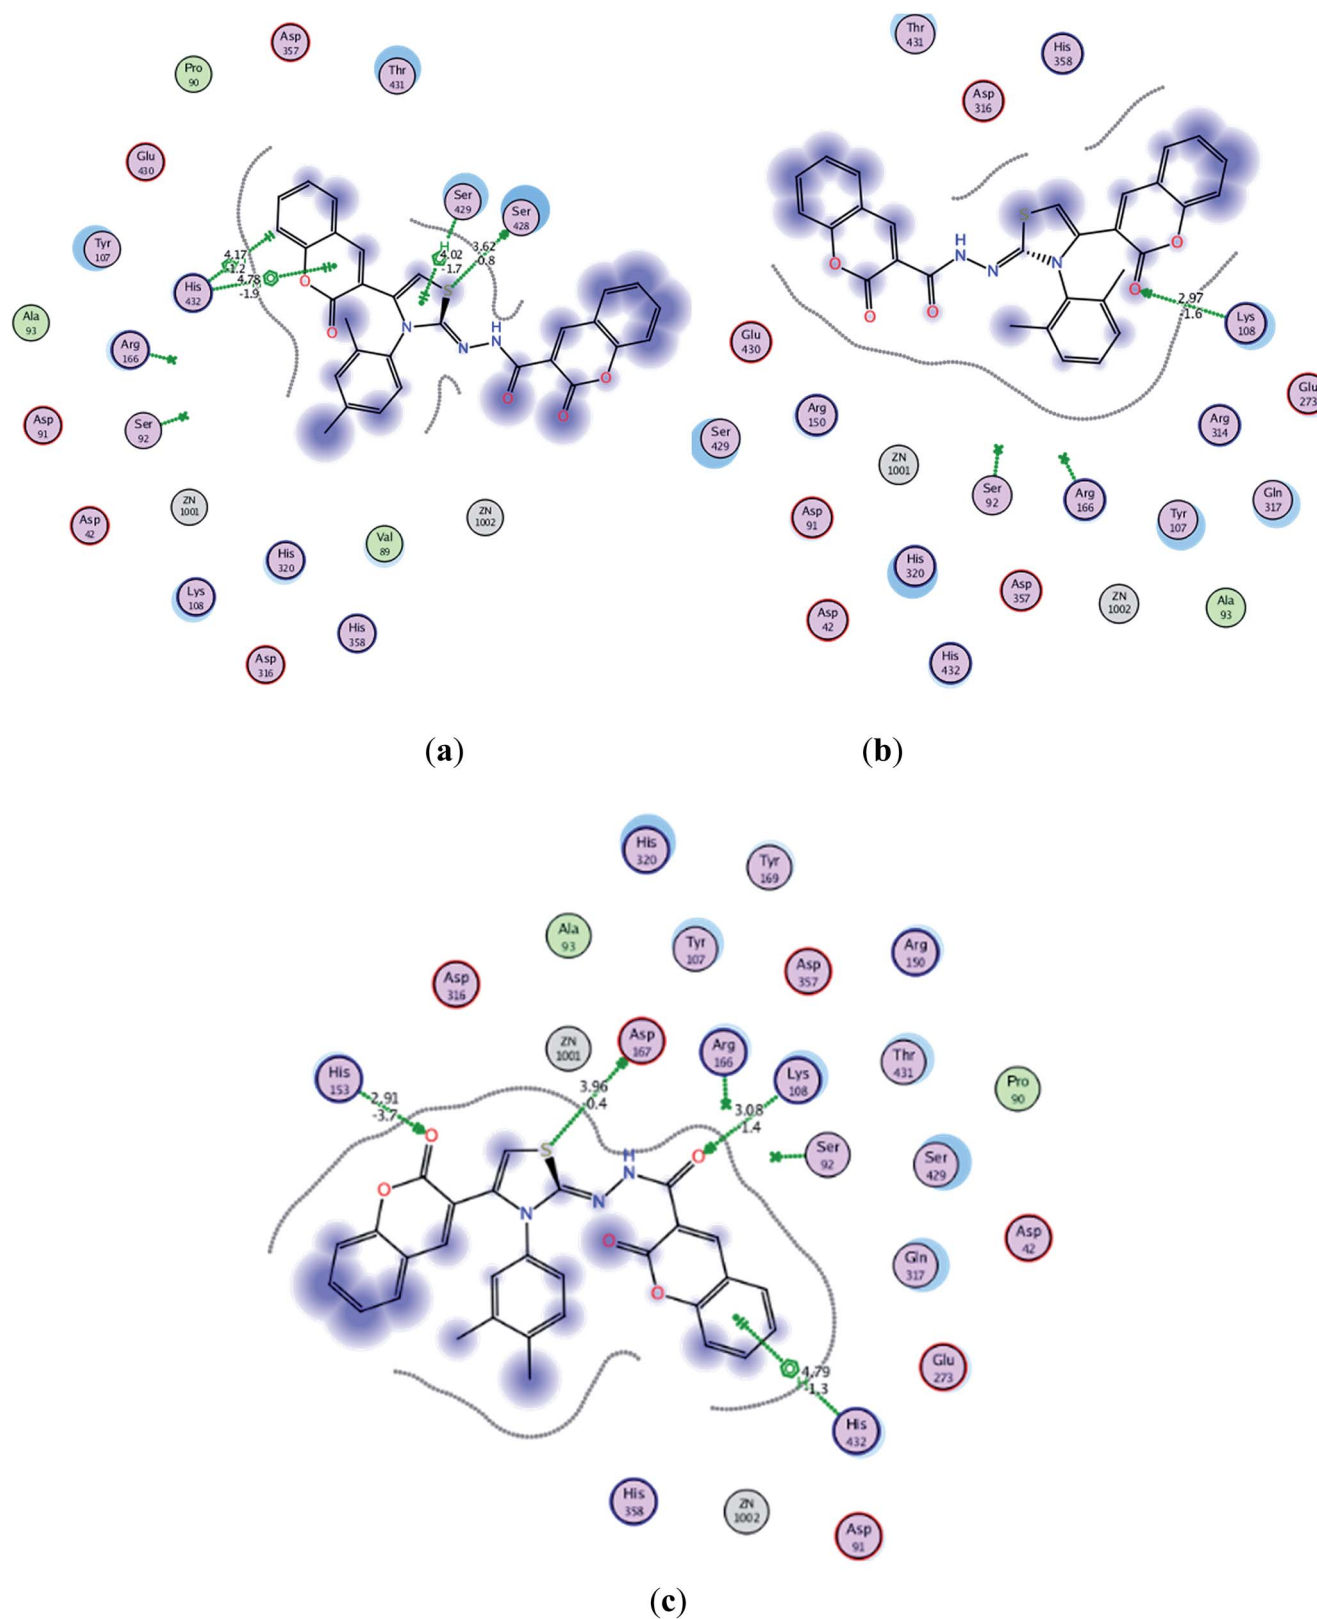 Asp
357
Pro
90
Thr
431
Glu
430
Ser
429
Ser
428
Tyr
107
4.17
-1.2
4.78
-1.9
H
4.02
-1.7
3.62
-0.8
His
432
Ala
93
Arg
166
Asp
91
Ser
92
O
O
S
N
N
H
N
O
O
O
ZN
1001
ZN
1002
Asp
42
Val
89
His
320
Lys
108
His
358
Asp
316
(a)
Thr
431
His
358
Asp
316
S
H
N
N
N
O
O
O
O
O
2.97
-1.6
Lys
108
Glu
430
Glu
273
Arg
150
Arg
314
Ser
429
ZN
1001
Ser
92
Arg
166
Gln
317
Asp
91
Tyr
107
His
320
Asp
357
ZN
1002
Ala
93
Asp
42
His
432
(b)
His
320
Tyr
169
Ala
93
Tyr
107
Arg
150
Asp
316
Asp
357
ZN
1001
Asp
167
Arg
166
Thr
431
His
153
Lys
108
Pro
90
2.91
-3.7
3.96
-0.4
3.08
1.4
O
S
H
N
O
Ser
92
Ser
429
O
N
N
O
O
Asp
42
Gln
317
4.79
-1.3
Glu
273
His
432
His
358
ZN
1002
Asp
91
(c)